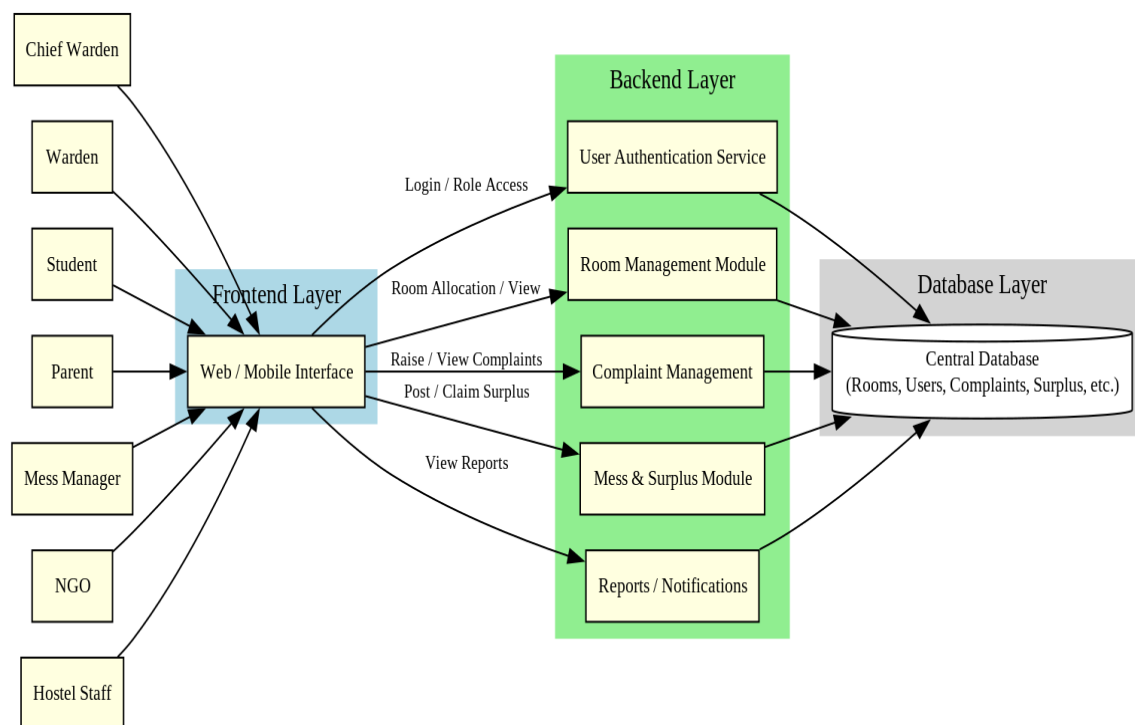 Chief Warden
Warden
Student
Parent
Mess Manager
NGO
Hostel Staff
Frontend Layer
Web / Mobile Interface
Login / Role Access
Room Allocation / View
Raise / View Complaints
Post / Claim Surplus
View Reports
Backend Layer
User Authentication Service
Room Management Module
Complaint Management
Mess & Surplus Module
Reports / Notifications
Database Layer
Central Database
(Rooms, Users, Complaints, Surplus, etc.)